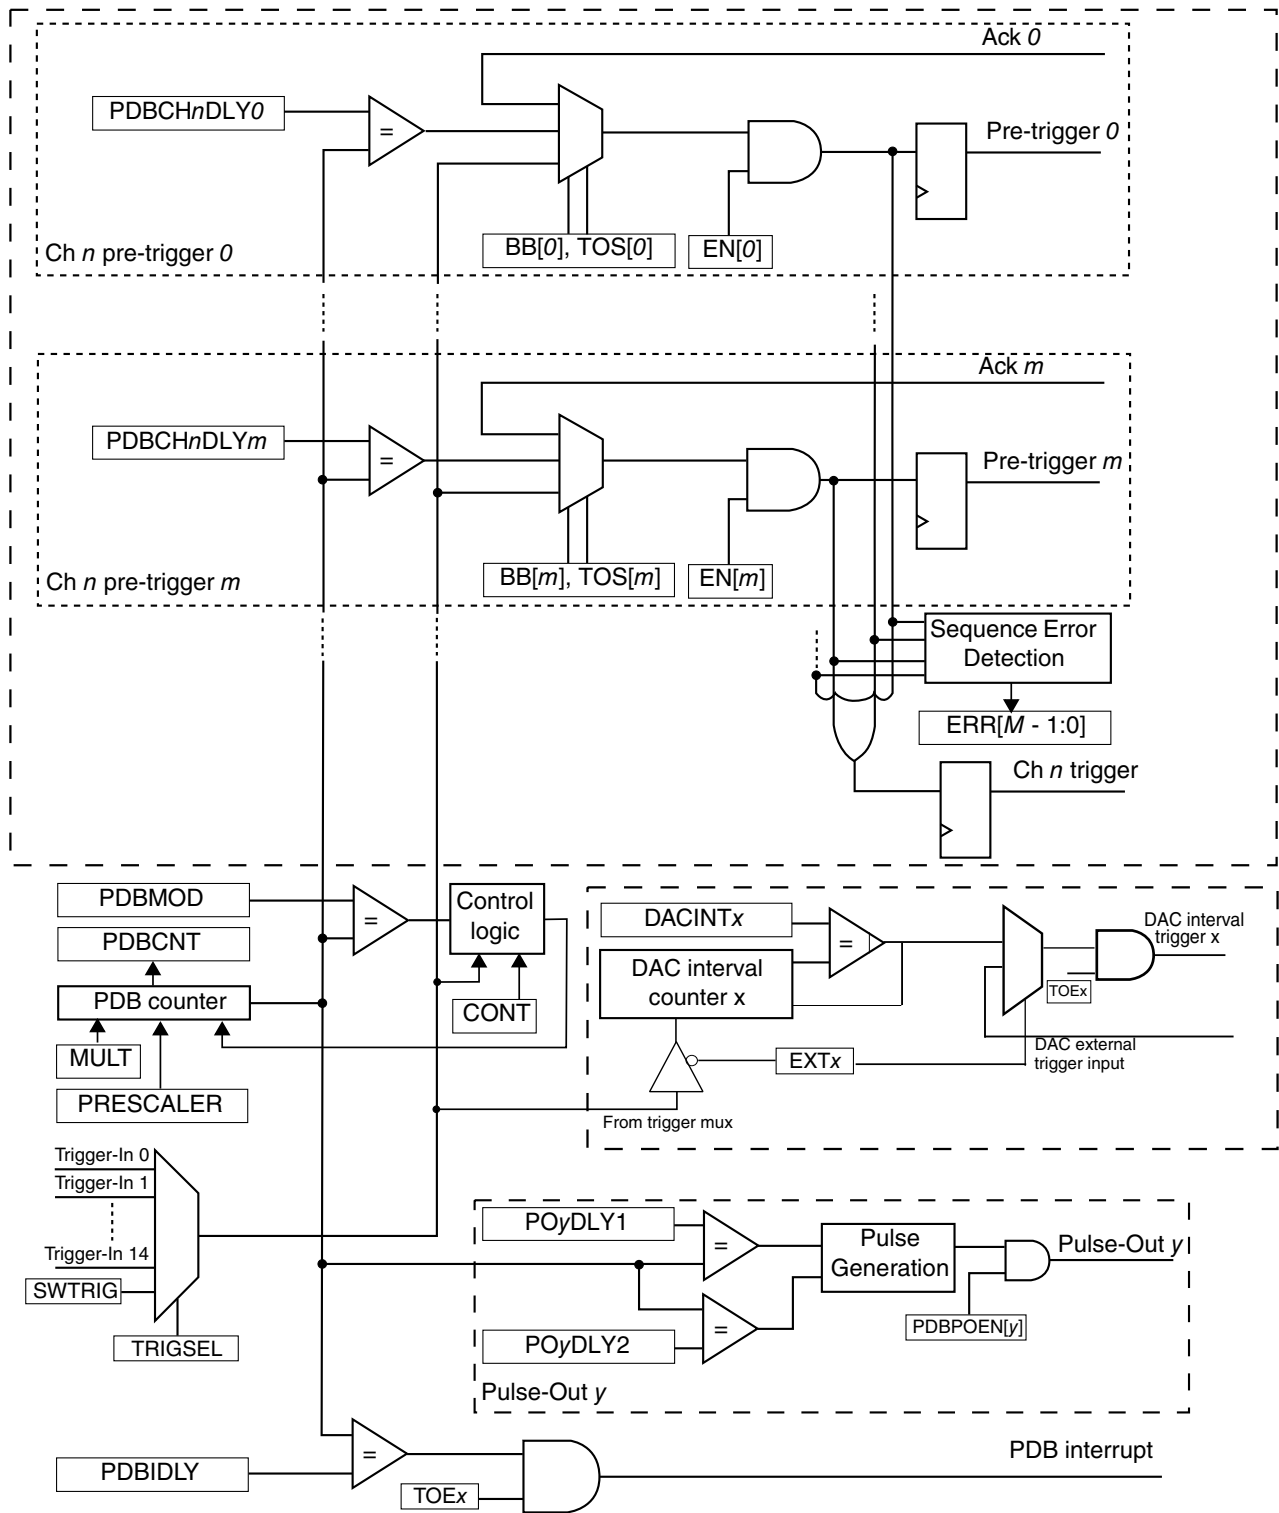 Ack 0
PDBCHnDLY0
=
Pre-trigger 0
BB[0], TOS[0]
EN[0]
Ch n pre-trigger 0
Ack m
PDBCHnDLYm
=
Pre-trigger m
BB[m], TOS[m]
EN[m]
Ch n pre-trigger m
Sequence Error
Detection
ERR[M - 1:0]
Ch n trigger
PDBMOD
=
Control
logic
PDBCNT
PDB counter
CONT
MULT
PRESCALER
DACINTx
=
DAC interval
counter x
DAC interval
trigger x
TOEx
DAC external
trigger input
EXTx
From trigger mux
Trigger-In 0
Trigger-In 1
Trigger-In 14
SWTRIG
TRIGSEL
POyDLY1
=
Pulse
Generation
Pulse-Out y
PDBPOEN[y]
=
POyDLY2
Pulse-Out y
=
PDBIDLY
TOEx
PDB interrupt